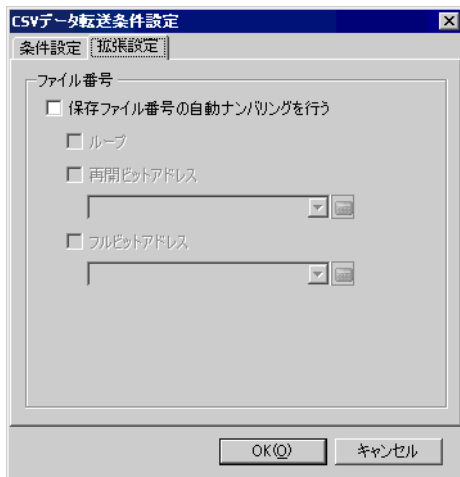 CSVデータ転送条件設定
条件設定 拡張設定
ファイル番号
保存ファイル番号の自動ナンバリングを行う
ループ
再開ビットアドレス
フルビットアドレス
OK(O) キャンセル